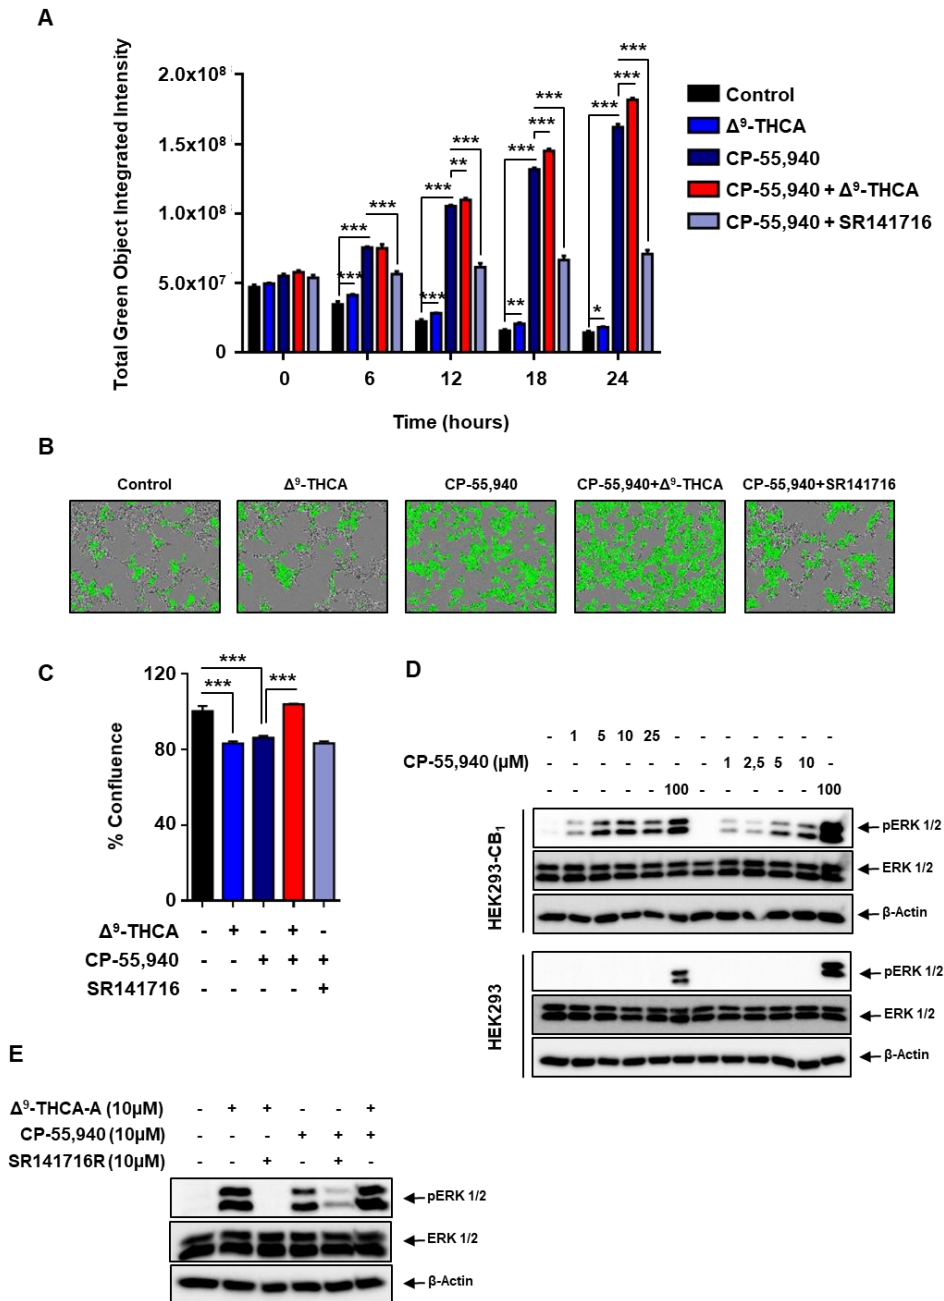 A
Total Green Object Integrated Intensity
2.0x10⁸
1.5x10⁸
1.0x10⁸
5.0x10⁷
0
0 6 12 18 24
Time (hours)
*** *** *** ***
*** *** ** ***
*** *** *** ** ***
*** *** *** ***
*
Control
Δ⁹-THCA
CP-55,940
CP-55,940 + Δ⁹-THCA
CP-55,940 + SR141716
B
Control Δ⁹-THCA CP-55,940 CP-55,940+Δ⁹-THCA CP-55,940+SR141716
C
% Confluence
120
80
40
0
*** *** ***
Δ⁹-THCA - + - + -
CP-55,940 - - + + +
SR141716 - - - - +
D
- 1 5 10 25 - - - - - - -
CP-55,940 (µM) - - - - - - - 1 2,5 5 10 -
- - - - - 100 - - - - - 100
HEK293-CB₁
pERK 1/2
ERK 1/2
β-Actin
HEK293
pERK 1/2
ERK 1/2
β-Actin
E
Δ⁹-THCA-A (10µM) - + + - - +
CP-55,940 (10µM) - - - + + +
SR141716R (10µM) - - + - + -
pERK 1/2
ERK 1/2
β-Actin